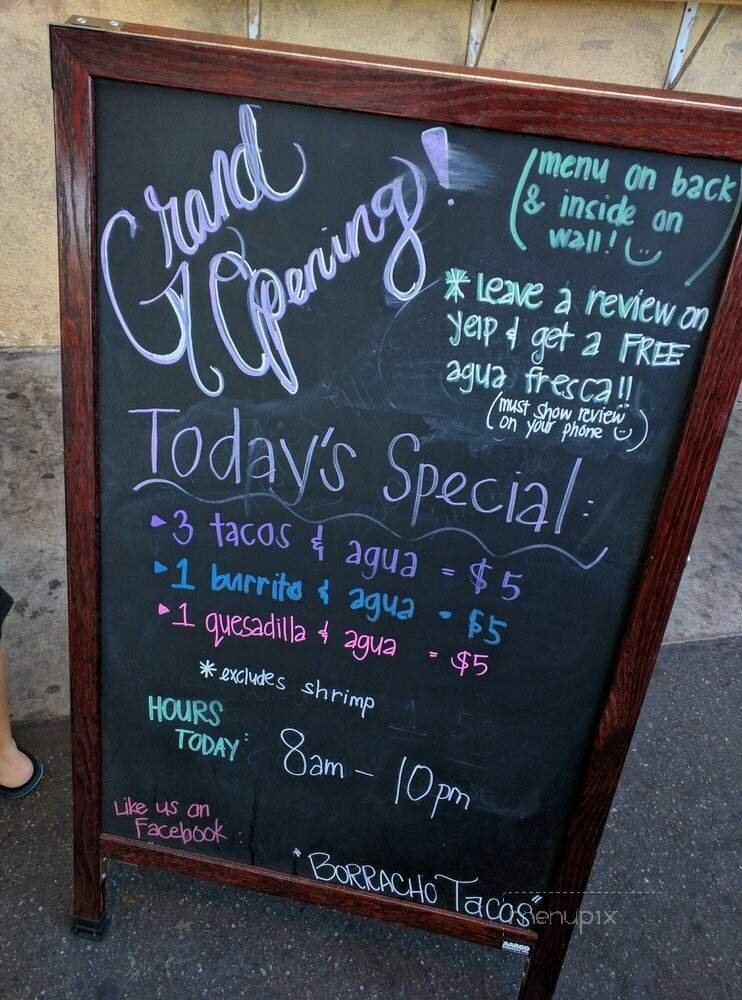 Grand
Opening!
(menu on back
& inside on
wall! :)
* Leave a review on
yelp & get a FREE
agua fresca!!
(must show review
on your phone :))
Today's Special:
▸3 tacos & agua = $5
▸1 burrito & agua = $5
▸1 quesadilla & agua = $5
*excludes shrimp
HOURS
TODAY: 8am - 10pm
Like us on
Facebook:
"BORRACHO TACOS"
menupix